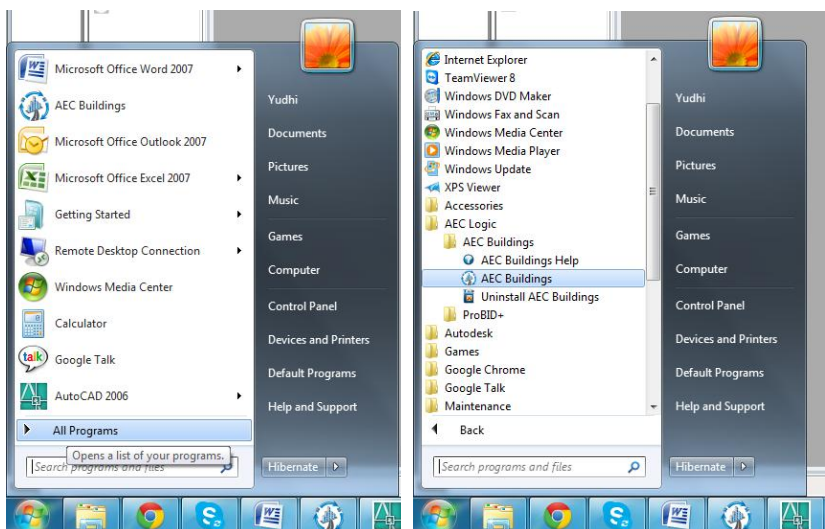 Microsoft Office Word 2007
AEC Buildings
Microsoft Office Outlook 2007
Microsoft Office Excel 2007
Getting Started
Remote Desktop Connection
Windows Media Center
Calculator
talk
Google Talk
AutoCAD 2006
All Programs
Opens a list of your programs.
Search programs and files
Yudhi
Documents
Pictures
Music
Games
Computer
Control Panel
Devices and Printers
Default Programs
Help and Support
Hibernate
Internet Explorer
TeamViewer 8
Windows DVD Maker
Windows Fax and Scan
Windows Media Center
Windows Media Player
Windows Update
XPS Viewer
Accessories
AEC Logic
AEC Buildings
AEC Buildings Help
AEC Buildings
Uninstall AEC Buildings
ProBID+
Autodesk
Games
Google Chrome
Google Talk
Maintenance
Back
Search programs and files
Yudhi
Documents
Pictures
Music
Games
Computer
Control Panel
Devices and Printers
Default Programs
Help and Support
Hibernate